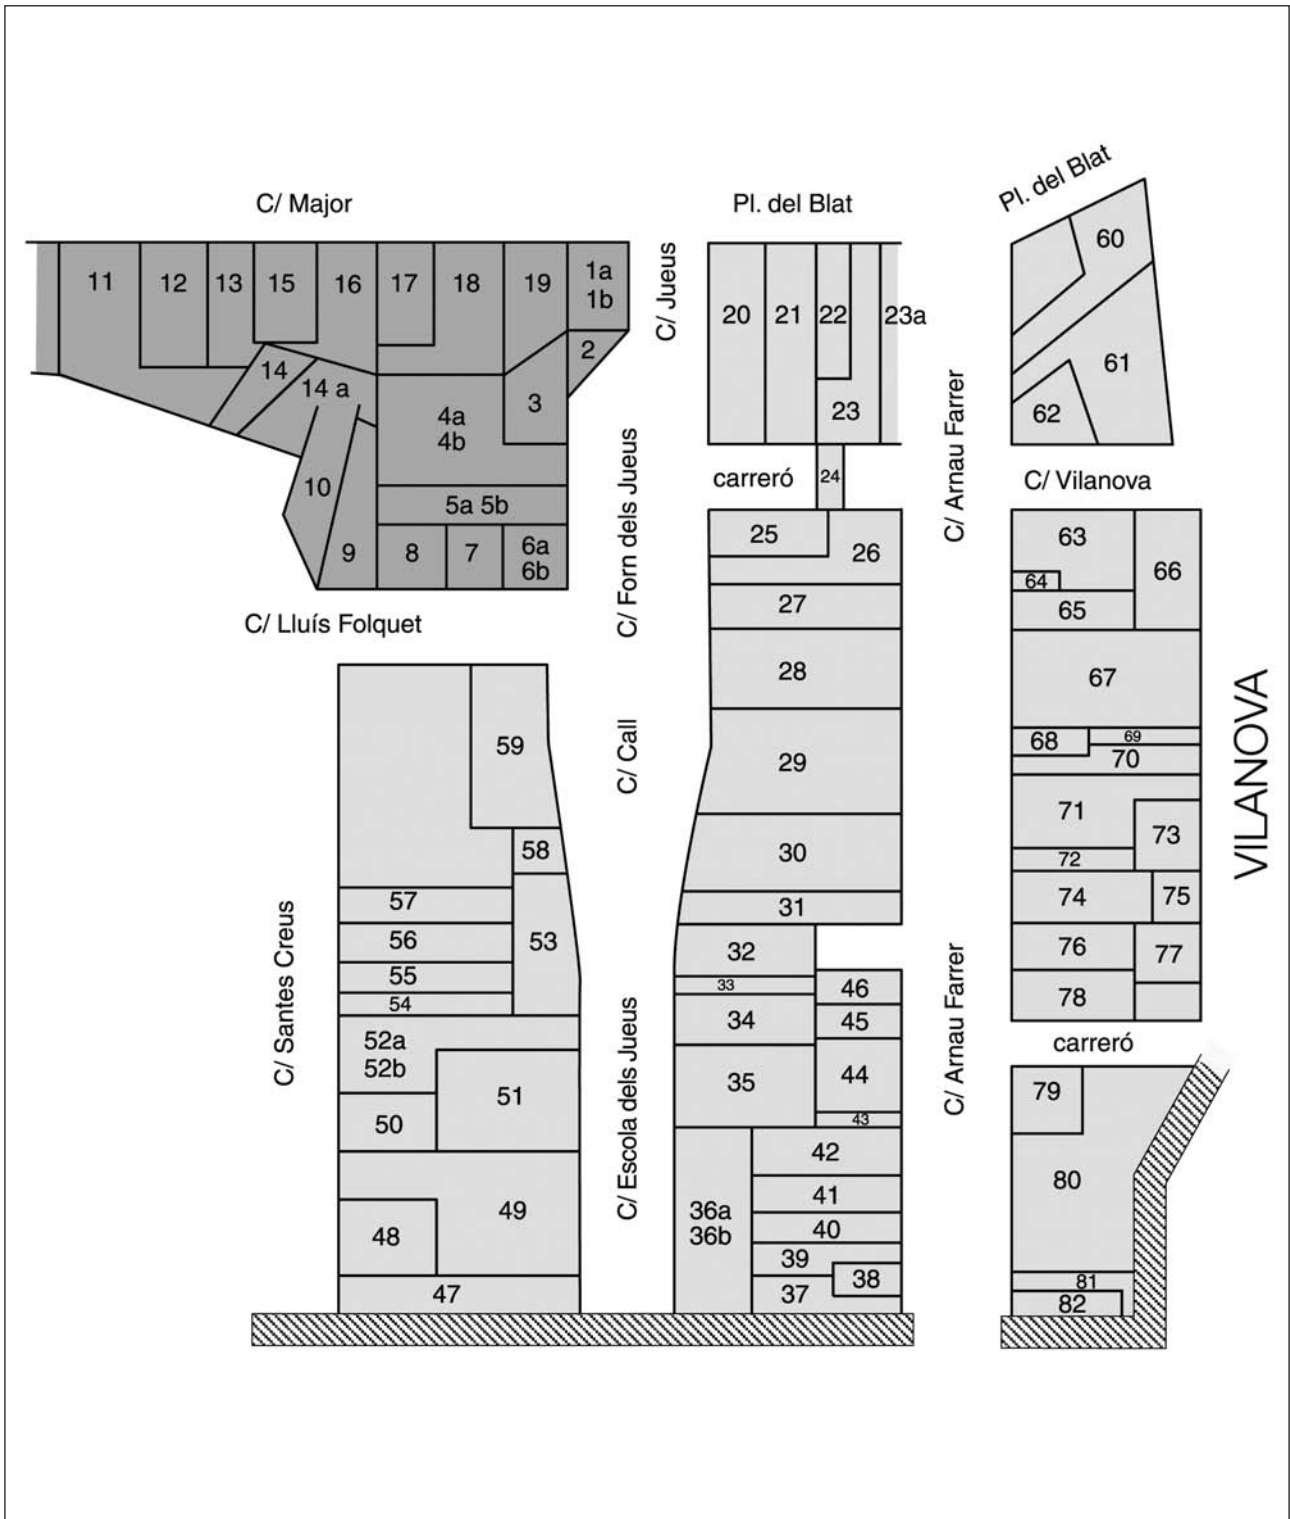 Pl. del Blat
C/ Major
Pl. del Blat
C/ Jueus
11
12
13
15
16
17
18
19
1a
1b
2
14
14 a
3
4a
4b
10
5a 5b
9
8
7
6a
6b
C/ Forn dels Jueus
C/ Lluís Folquet
20
21
22
23a
23
carreró
24
C/ Arnau Farrer
60
61
62
C/ Vilanova
25
26
27
28
29
30
31
32
33
34
35
46
45
44
43
42
41
40
39
38
37
36a
36b
C/ Call
C/ Escola dels Jueus
C/ Santes Creus
59
58
57
56
55
54
53
52a
52b
51
50
49
48
47
C/ Arnau Farrer
63
64
65
66
67
68
69
70
71
72
73
74
75
76
77
78
VILANOVA
carreró
79
80
81
82